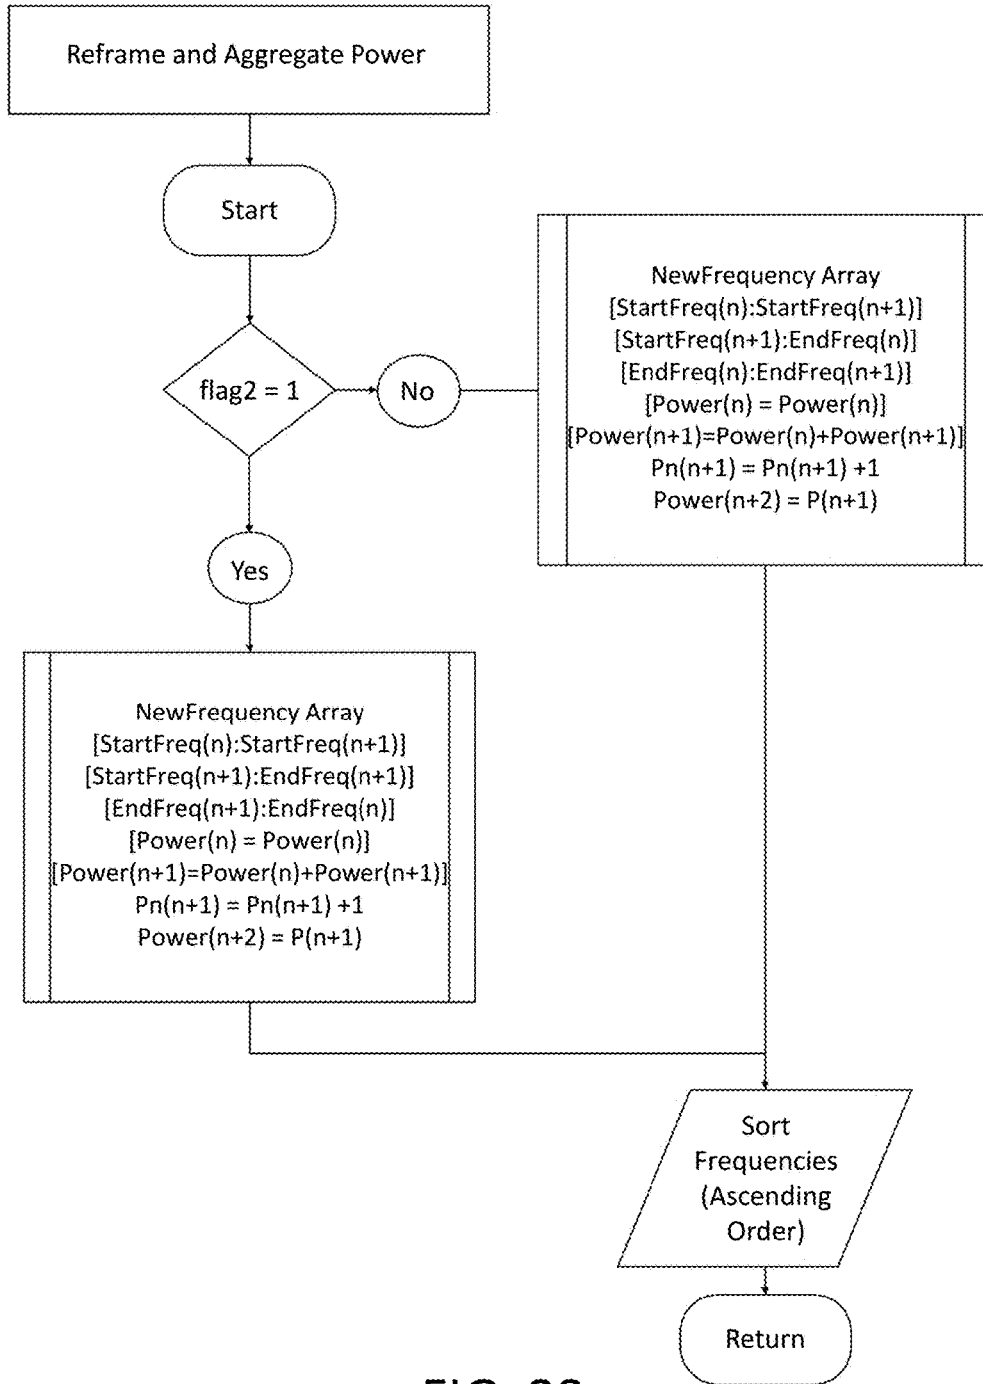 Reframe and Aggregate Power
Start
flag2 = 1
No
NewFrequency Array
[StartFreq(n):StartFreq(n+1)]
[StartFreq(n+1):EndFreq(n)]
[EndFreq(n):EndFreq(n+1)]
[Power(n) = Power(n)]
[Power(n+1)=Power(n)+Power(n+1)]
Pn(n+1) = Pn(n+1) +1
Power(n+2) = P(n+1)
Yes
NewFrequency Array
[StartFreq(n):StartFreq(n+1)]
[StartFreq(n+1):EndFreq(n+1)]
[EndFreq(n+1):EndFreq(n)]
[Power(n) = Power(n)]
[Power(n+1)=Power(n)+Power(n+1)]
Pn(n+1) = Pn(n+1) +1
Power(n+2) = P(n+1)
Sort
Frequencies
(Ascending
Order)
Return